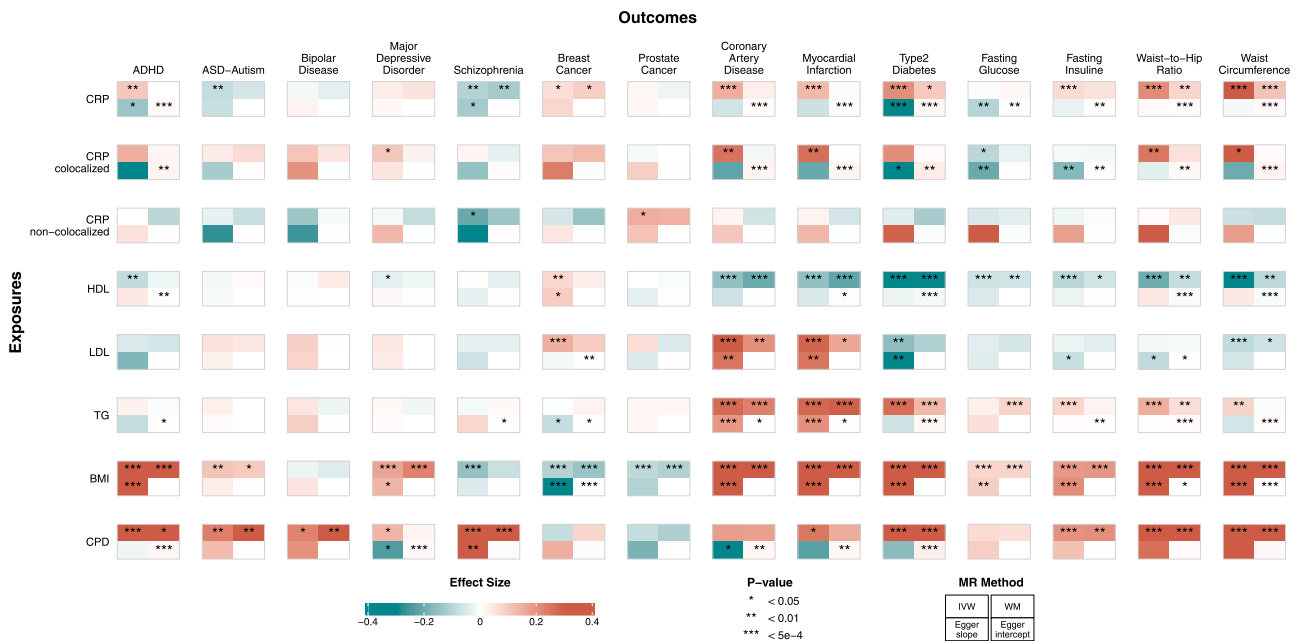 Outcomes
ADHD
ASD−Autism
Bipolar
Disease
Major
Depressive
Disorder
Schizophrenia
Breast
Cancer
Prostate
Cancer
Coronary
Artery
Disease
Myocardial
Infarction
Type2
Diabetes
Fasting
Glucose
Fasting
Insuline
Waist−to−Hip
Ratio
Waist
Circumference
Exposures
CRP
** ** ** ** * * *** *** *** * *** *** ** *** ***
* *** * *** *** *** *** ** ** ** *** ***
CRP
colocalized
* ** ** * ** *
** *** *** * ** ** ** ** ** ***
CRP
non−colocalized
* *
HDL
** * ** *** *** *** *** *** *** *** ** *** * *** ** *** **
** * * *** *** ***
LDL
*** *** ** *** * ** *** *
** ** ** ** * * *
TG
*** *** *** *** *** *** *** *** *** ** **
* * * * *** * *** * *** ** *** ***
BMI
*** *** ** * *** *** *** *** *** *** *** *** *** *** *** *** *** *** *** *** *** *** *** *** *** ***
*** * *** *** *** *** *** ** *** *** * *** ***
CPD
*** * ** ** * ** * *** *** * *** *** *** ** *** *** *** ***
*** * *** ** * ** ** ***
Effect Size
−0.4 −0.2 0 0.2 0.4
P−value
* < 0.05
** < 0.01
*** < 5e−4
MR Method
IVW WM
Egger
slope
Egger
intercept